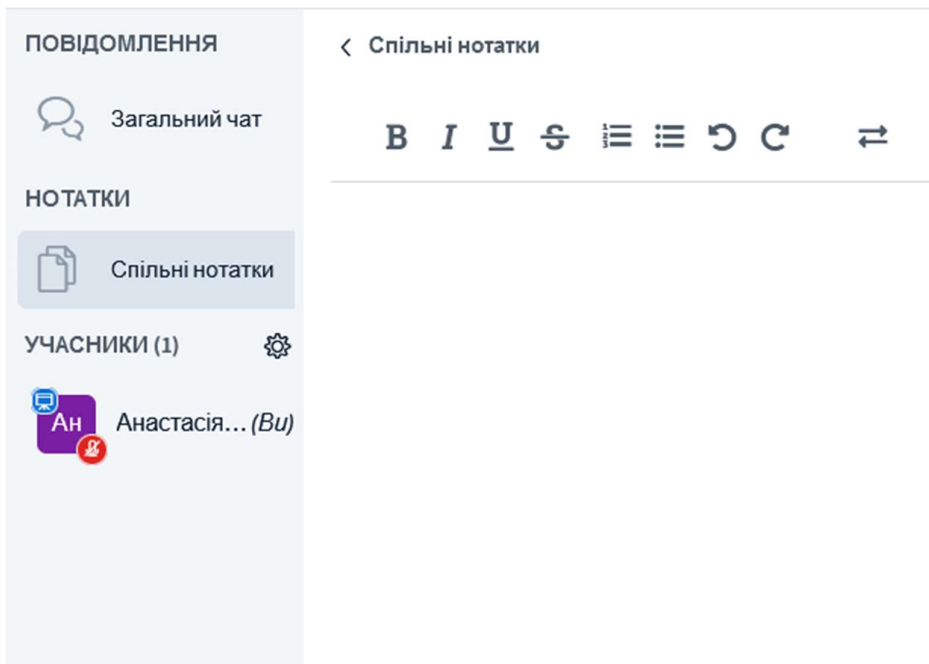 ПОВІДОМЛЕННЯ
Загальний чат
НОТАТКИ
Спільні нотатки
УЧАСНИКИ (1)
Ан
Анастасія... (Ви)
Спільні нотатки
B I U S